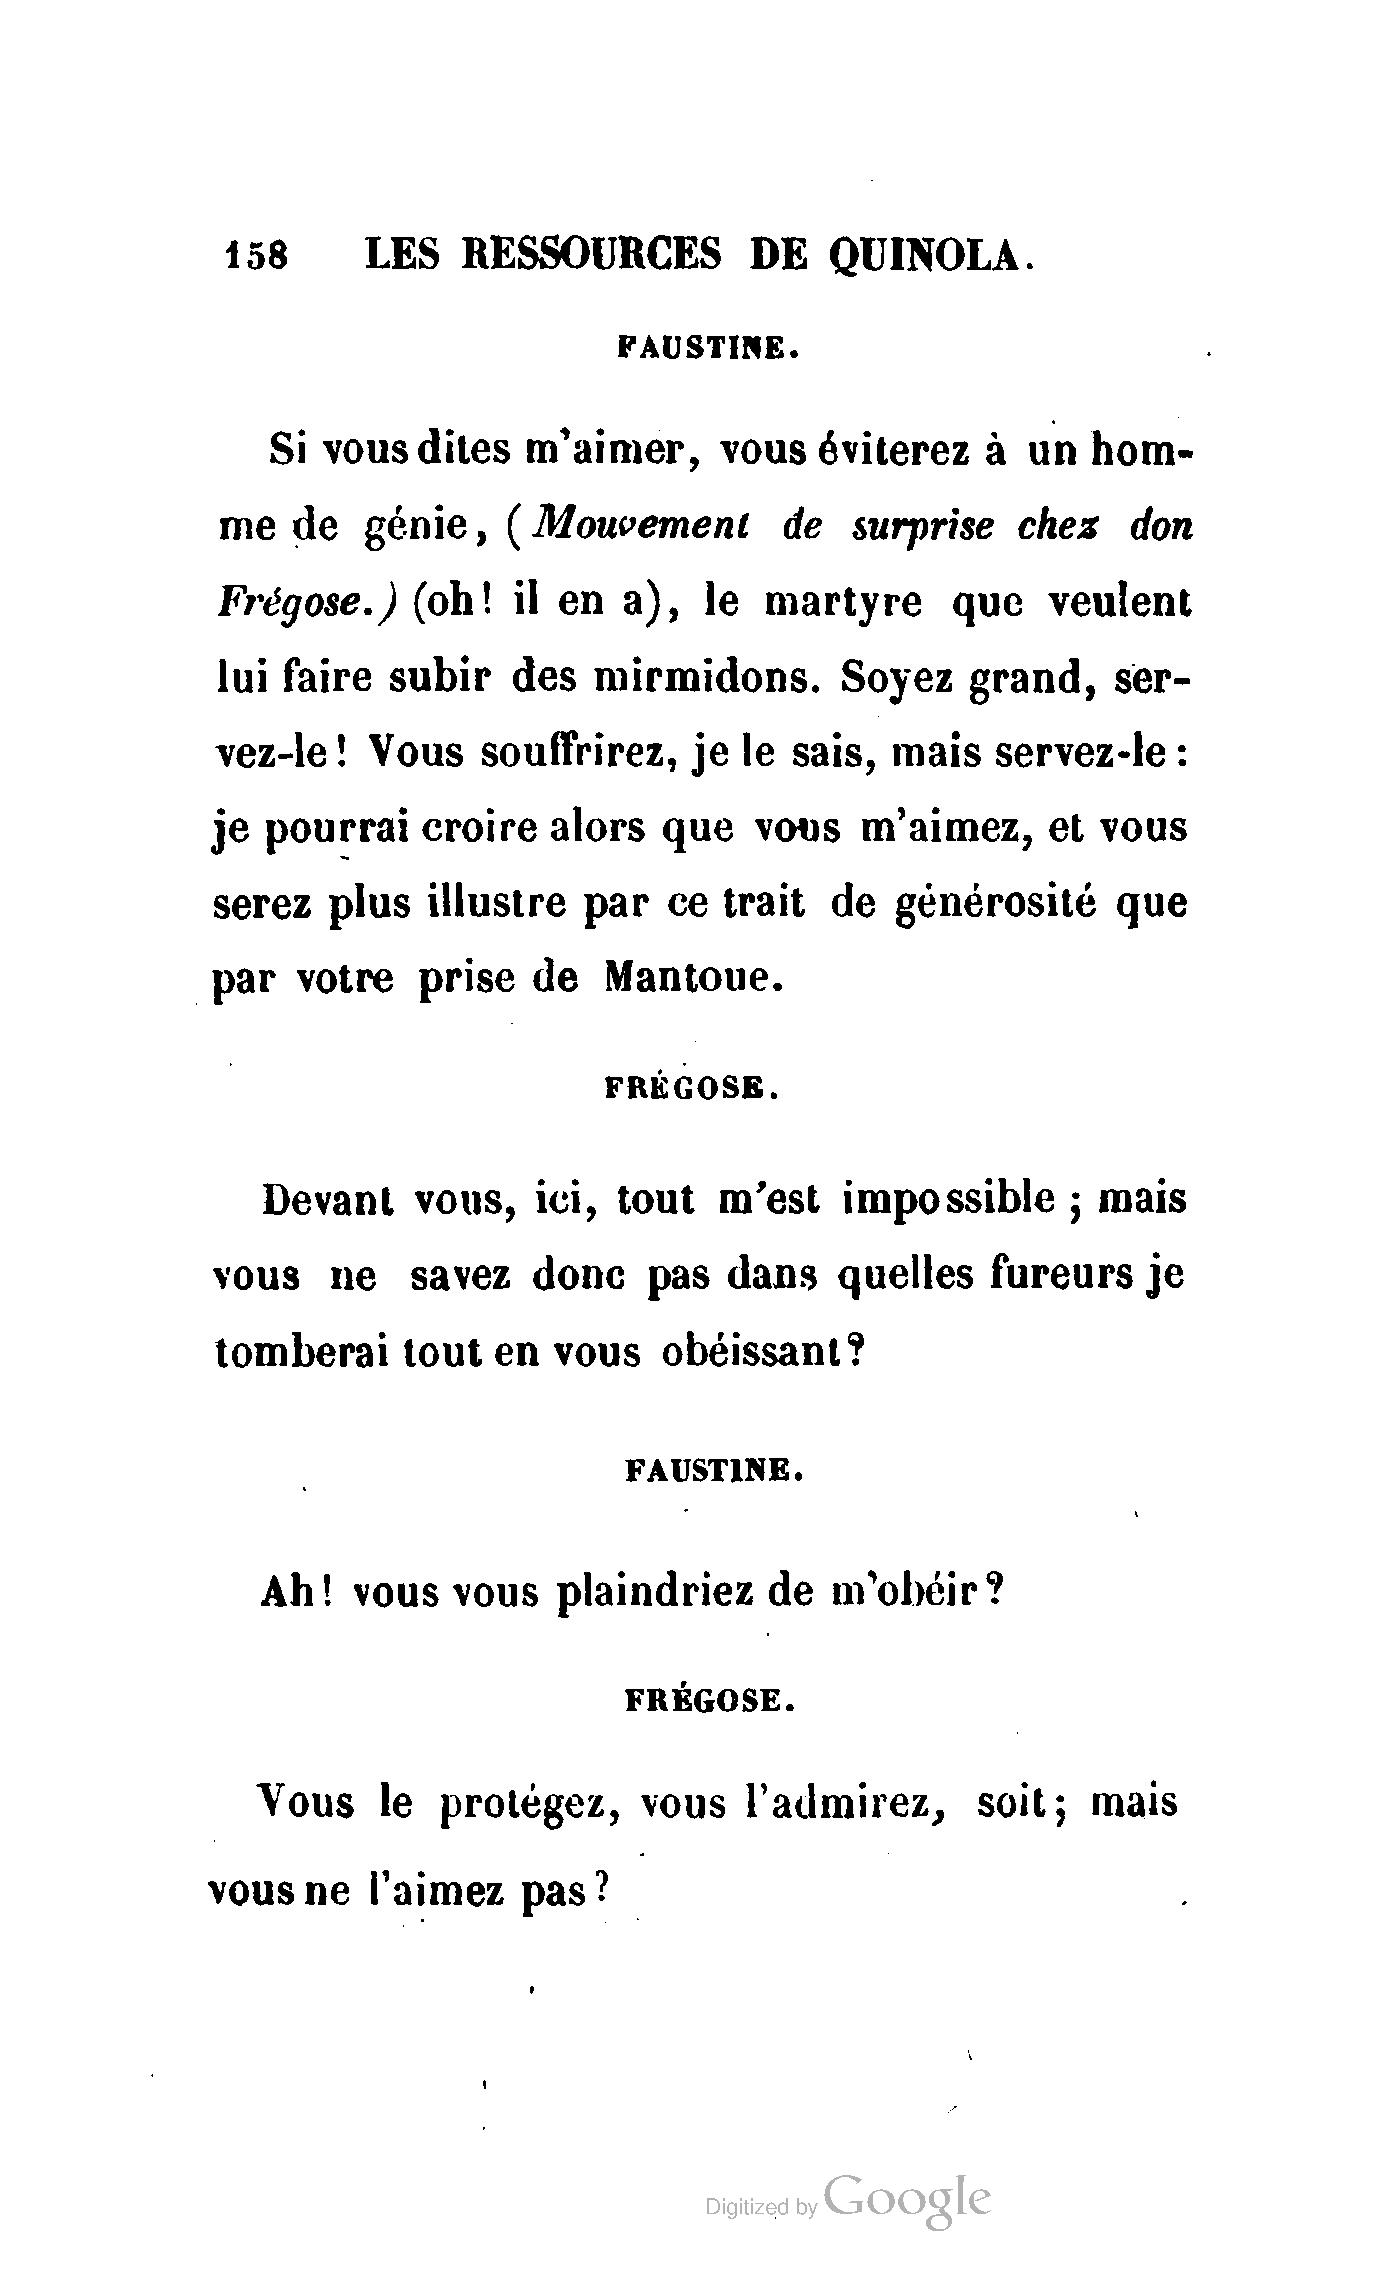 158 LES RESSOURCES DE QUINOLA.
FAUSTINE.
Si vous dites m'aimer, vous éviterez à un hom-
me de génie, (Mouvement de surprise chez don
Frégose.) (oh! il en a), le martyre que veulent
lui faire subir des mirmidons. Soyez grand, ser-
vez-le! Vous souffrirez, je le sais, mais servez-le:
je pourrai croire alors que vous m'aimez, et vous
serez plus illustre par ce trait de générosité que
par votre prise de Mantoue.
FRÉGOSE.
Devant vous, ici, tout m'est impossible; mais
vous ne savez donc pas dans quelles fureurs je
tomberai tout en vous obéissant?
FAUSTINE.
Ah! vous vous plaindriez de m'obéir?
FRÉGOSE.
Vous le protégez, vous l'admirez, soit; mais
vous ne l'aimez pas?
Digitized by Google